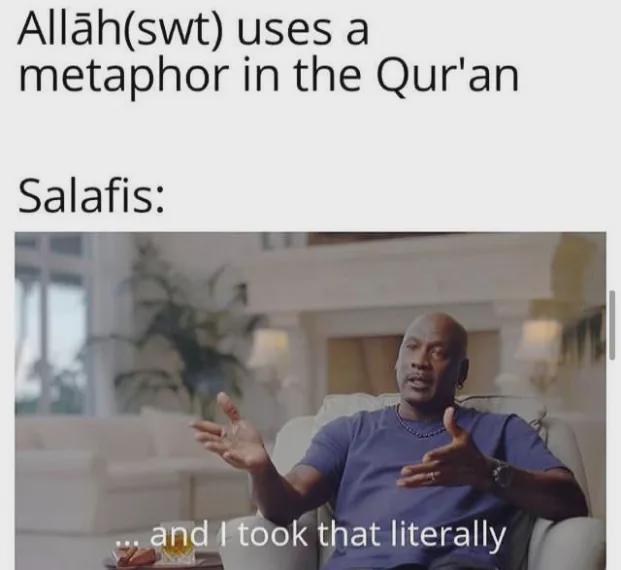 Allāh(swt) uses a
metaphor in the Qur'an
Salafis:
... and I took that literally